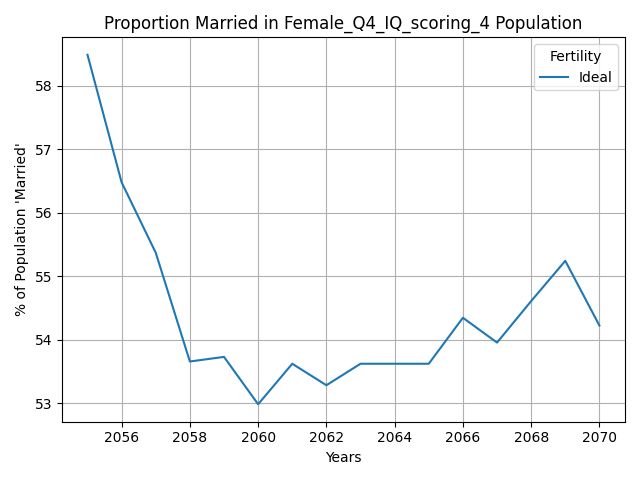 Proportion Married in Female_Q4_IQ_scoring_4 Population
Fertility
Ideal
% of Population 'Married'
58
57
56
55
54
53
2056 2058 2060 2062 2064 2066 2068 2070
Years